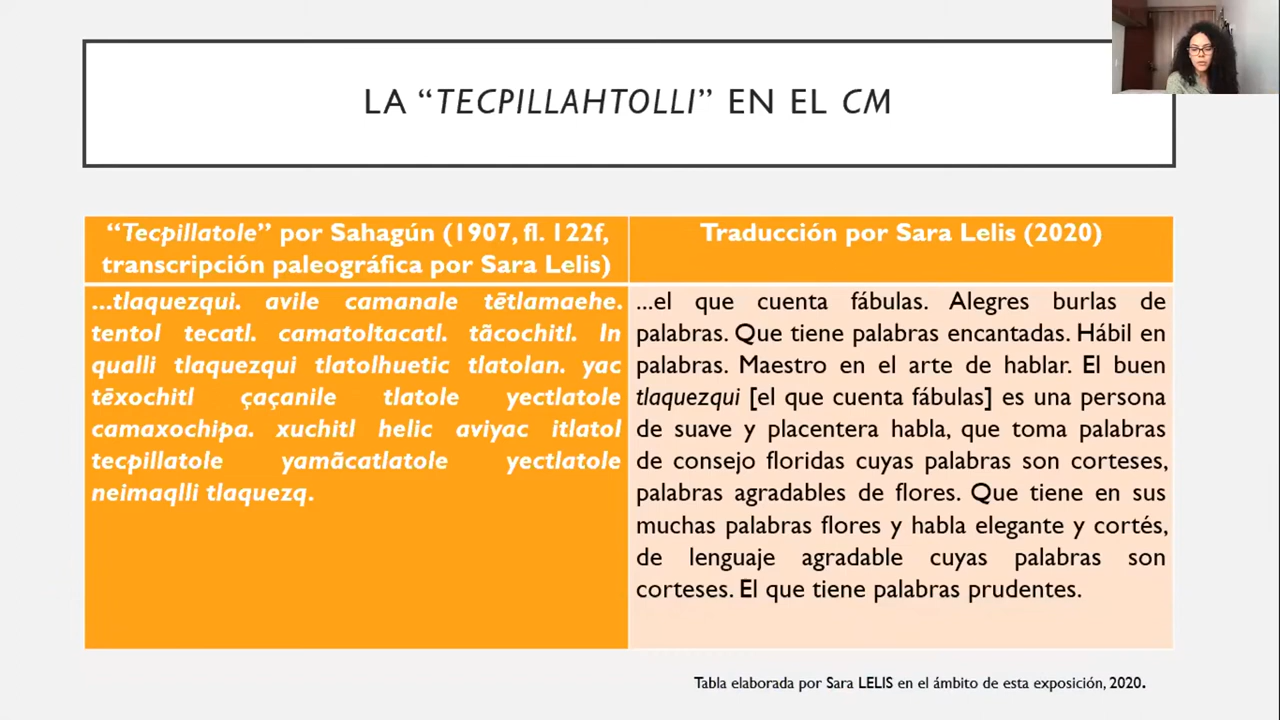 LA “TECPILLAHTOLLI” EN EL CM
“Tecpillatole” por Sahagún (1907, fl. 122f,
transcripción paleográfica por Sara Lelis)
...tlaquezqui. avile camanale tētlamaehe.
tentol tecatl. camatoltacatl. tãcochitl. In
qualli tlaquezqui tlatolhuetic tlatolan. yac
tēxochitl çaçanile tlatole yectlatole
camaxochipa. xuchitl helic aviyac itlatol
tecpillatole yamãcatlatole yectlatole
neimaqlli tlaquezq.
Traducción por Sara Lelis (2020)
...el que cuenta fábulas. Alegres burlas de
palabras. Que tiene palabras encantadas. Hábil en
palabras. Maestro en el arte de hablar. El buen
tlaquezqui [el que cuenta fábulas] es una persona
de suave y placentera habla, que toma palabras
de consejo floridas cuyas palabras son corteses,
palabras agradables de flores. Que tiene en sus
muchas palabras flores y habla elegante y cortés,
de lenguaje agradable cuyas palabras son
corteses. El que tiene palabras prudentes.
Tabla elaborada por Sara LELIS en el ámbito de esta exposición, 2020.